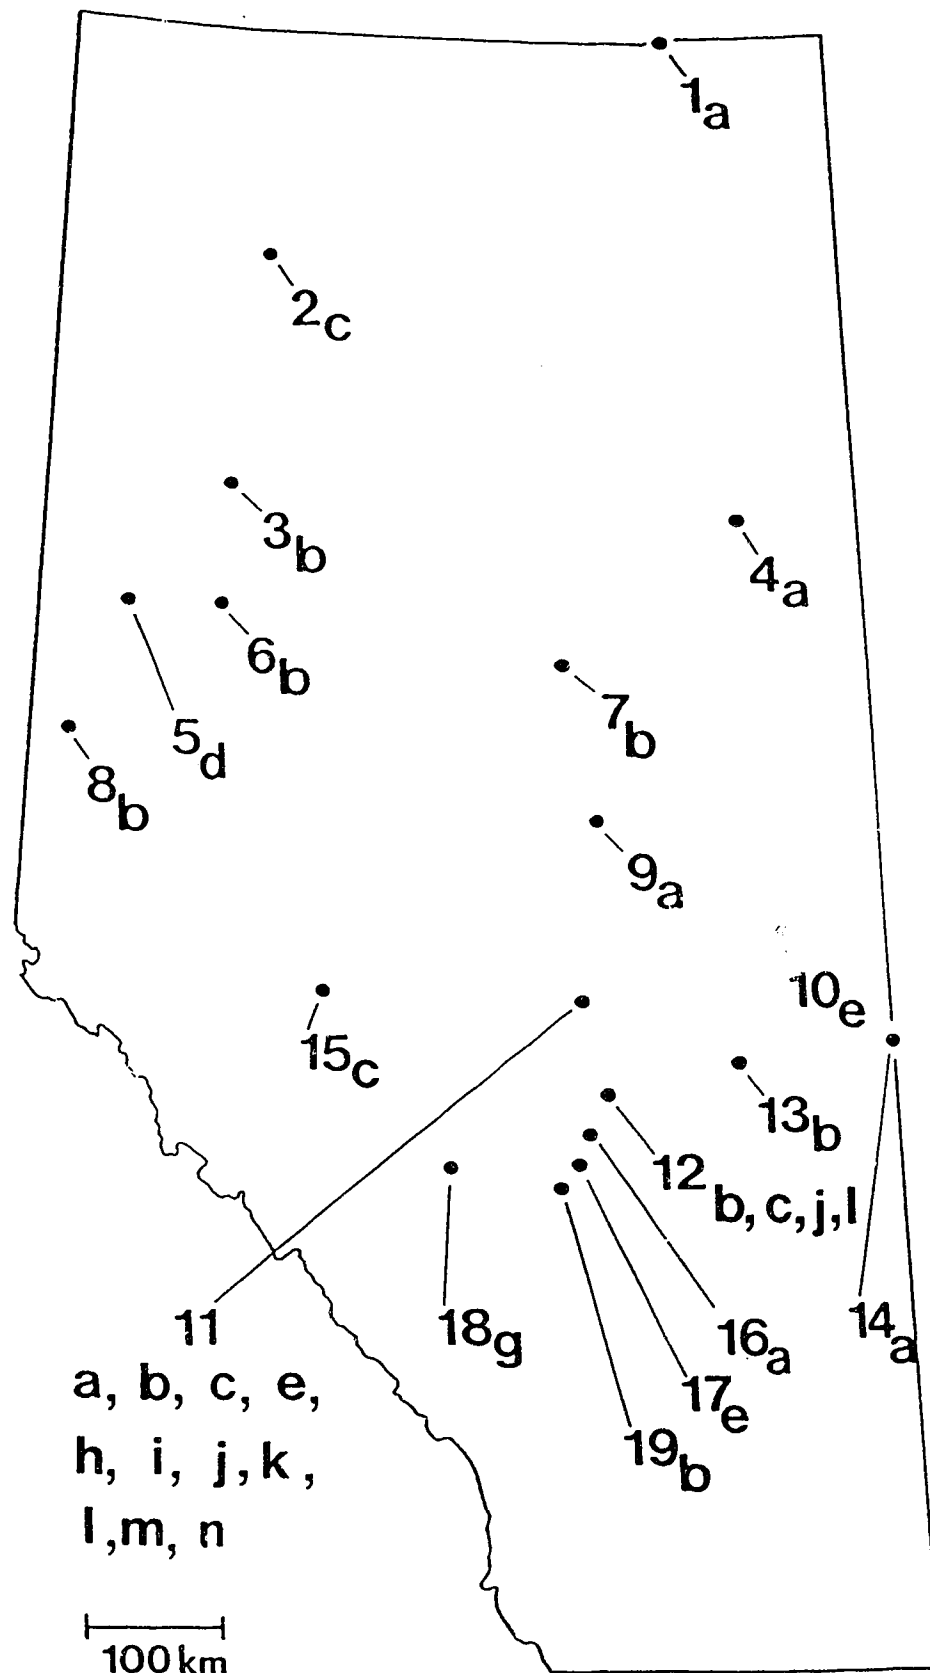 1a
2c
3b
4a
6b
7b
5d
8b
9a
10e
15c
13b
12 b, c, j, l
11
a, b, c, e,
h, i, j, k,
l, m, n
18g
16a
14a
17e
19b
100 km